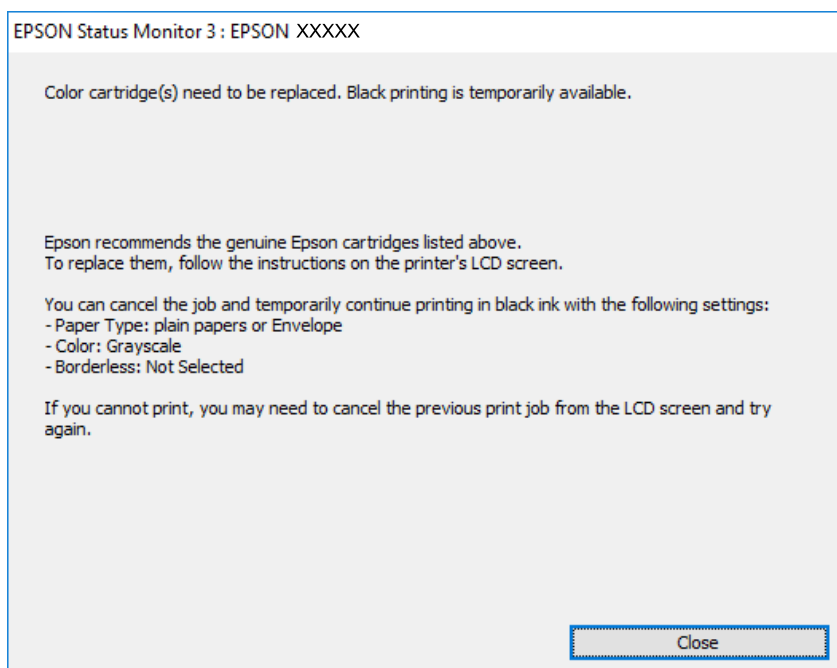 EPSON Status Monitor 3 : EPSON XXXXX
Color cartridge(s) need to be replaced. Black printing is temporarily available.
Epson recommends the genuine Epson cartridges listed above.
To replace them, follow the instructions on the printer's LCD screen.
You can cancel the job and temporarily continue printing in black ink with the following settings:
- Paper Type: plain papers or Envelope
- Color: Grayscale
- Borderless: Not Selected
If you cannot print, you may need to cancel the previous print job from the LCD screen and try
again.
Close